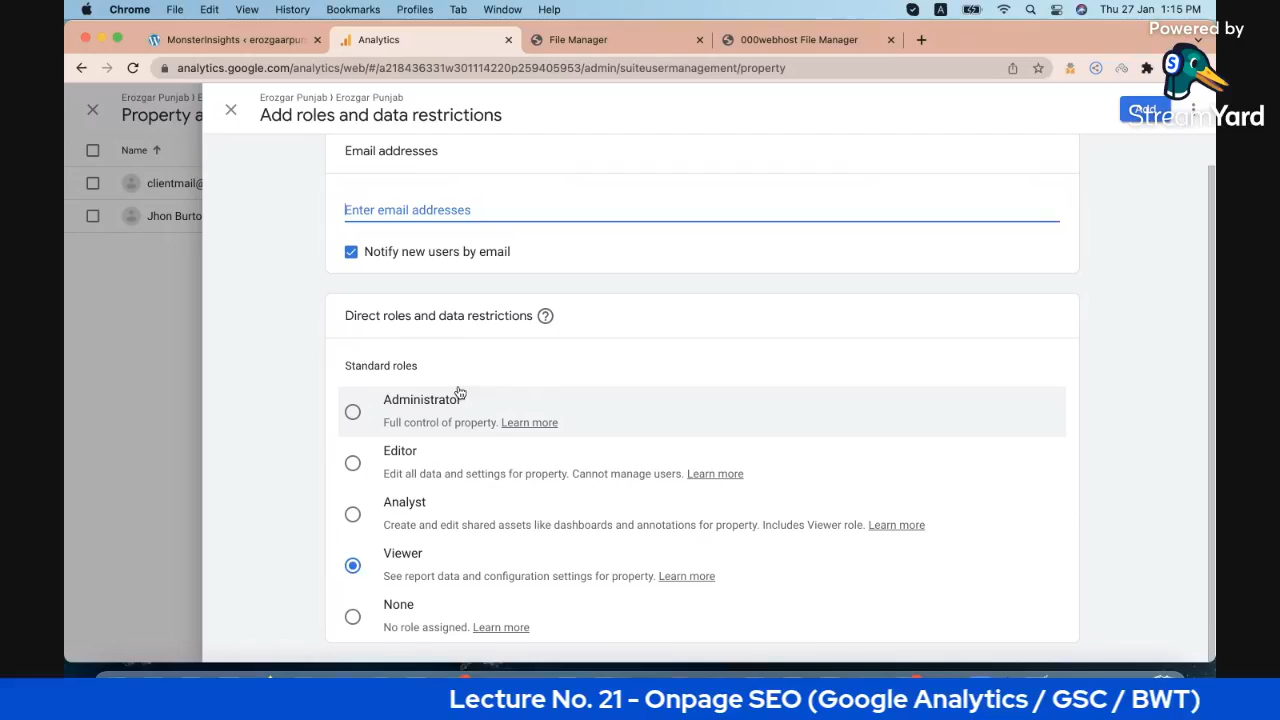 Chrome File Edit View History Bookmarks Profiles Tab Window Help
A
Thu 27 Jan 1:15 PM
Powered by
StreamYard
MonsterInsights ‹ erozgaarpun
Analytics
File Manager
000webhost File Manager
analytics.google.com/analytics/web/#/a218436331w301114220p259405953/admin/suiteusermanagement/property
Erozgar Punjab › E
Property a
Name
clientmail@
Jhon Burto
Erozgar Punjab › Erozgar Punjab
Add roles and data restrictions
Add
Email addresses
Enter email addresses
Notify new users by email
Direct roles and data restrictions
Standard roles
Administrator
Full control of property. Learn more
Editor
Edit all data and settings for property. Cannot manage users. Learn more
Analyst
Create and edit shared assets like dashboards and annotations for property. Includes Viewer role. Learn more
Viewer
See report data and configuration settings for property. Learn more
None
No role assigned. Learn more
Lecture No. 21 - Onpage SEO (Google Analytics / GSC / BWT)